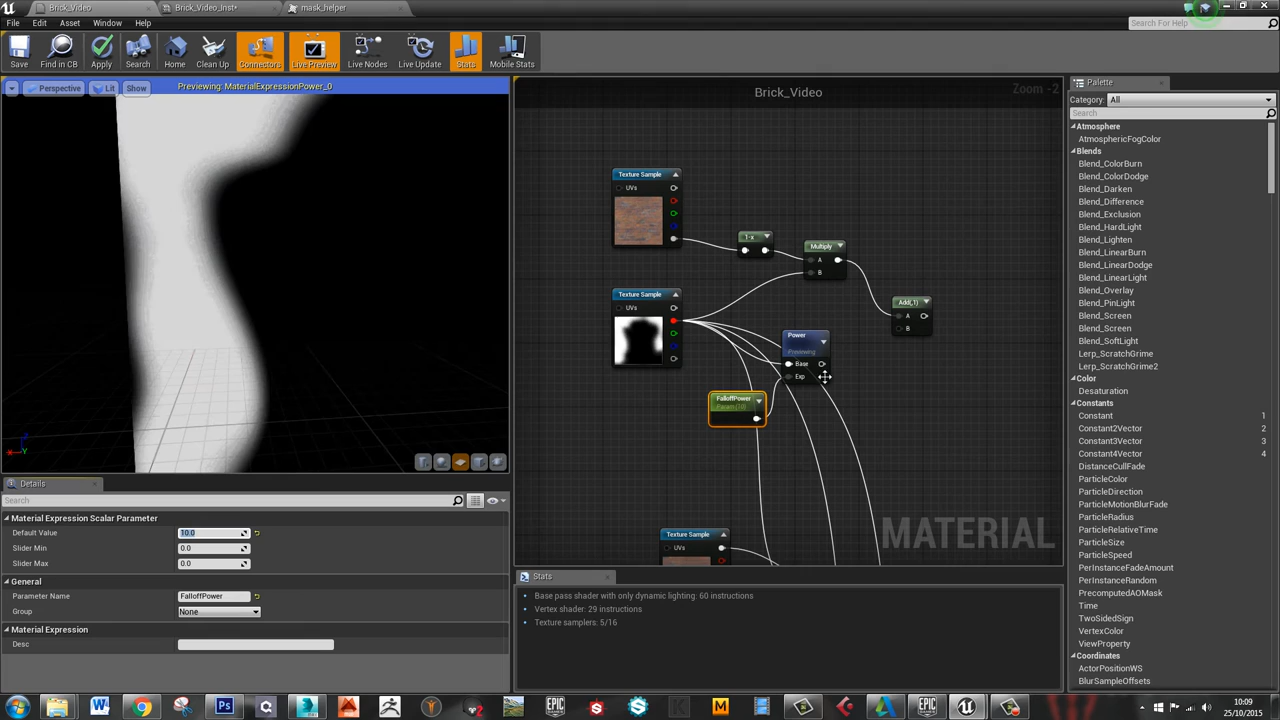 Brick_Video
Brick_Video_Inst*
mask_helper
File
Edit
Asset
Window
Help
Search For Help
Save
Find in CB
Apply
Search
Home
Clean Up
Connectors
Live Preview
Live Nodes
Live Update
Stats
Mobile Stats
Perspective
Lit
Show
Previewing: MaterialExpressionPower_0
Brick_Video
Zoom -2
Texture Sample
UVs
1-x
Multiply
A
B
Texture Sample
UVs
Add(,1)
A
B
Power
Previewing
Base
Exp
FalloffPower
Param (10)
Texture Sample
UVs
MATERIAL
Details
Search
Material Expression Scalar Parameter
Default Value
10.0
Slider Min
0.0
Slider Max
0.0
General
Parameter Name
FalloffPower
Group
None
Material Expression
Desc
Stats
Base pass shader with only dynamic lighting: 60 instructions
Vertex shader: 29 instructions
Texture samplers: 5/16
Palette
Category: All
Search
Atmosphere
AtmosphericFogColor
Blends
Blend_ColorBurn
Blend_ColorDodge
Blend_Darken
Blend_Difference
Blend_Exclusion
Blend_HardLight
Blend_Lighten
Blend_LinearBurn
Blend_LinearDodge
Blend_LinearLight
Blend_Overlay
Blend_PinLight
Blend_Screen
Blend_Screen
Blend_SoftLight
Lerp_ScratchGrime
Lerp_ScratchGrime2
Color
Desaturation
Constants
Constant 1
Constant2Vector 2
Constant3Vector 3
Constant4Vector 4
DistanceCullFade
ParticleColor
ParticleDirection
ParticleMotionBlurFade
ParticleRadius
ParticleRelativeTime
ParticleSize
ParticleSpeed
PerInstanceFadeAmount
PerInstanceRandom
PrecomputedAOMask
Time
TwoSidedSign
VertexColor
ViewProperty
Coordinates
ActorPositionWS
BlurSampleOffsets
10:09
25/10/2015